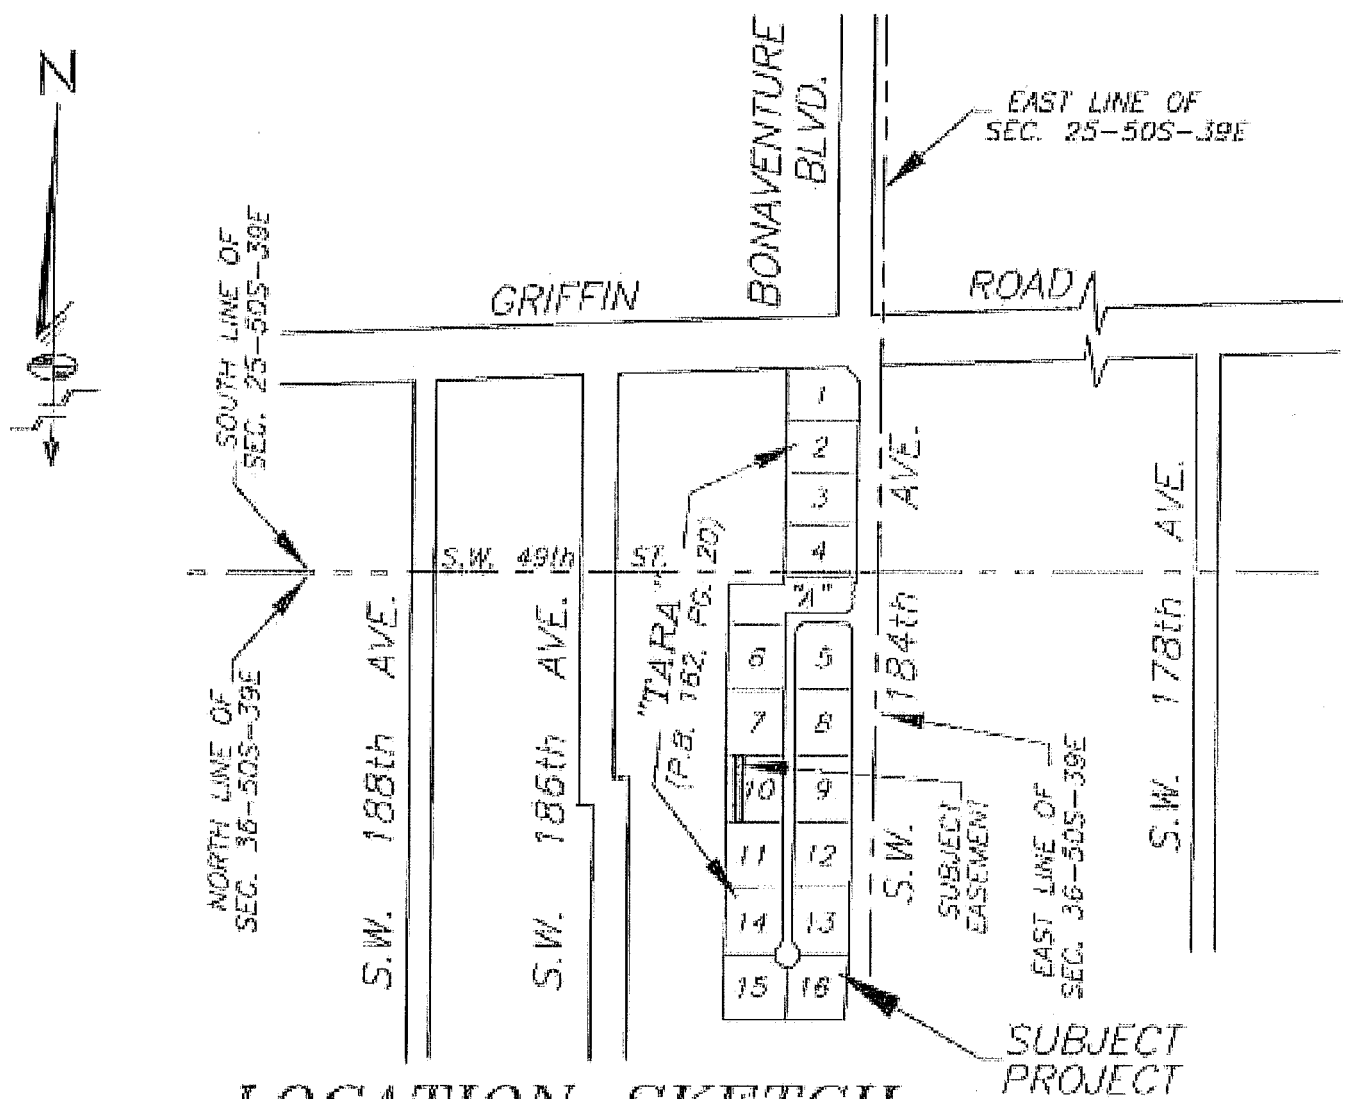 N
BONAVENTURE
BLVD.
EAST LINE OF
SEC. 25-50S-39E
SOUTH LINE OF
SEC. 25-50S-39E
GRIFFIN
ROAD
1
2
3
4
"A"
S.W. 49th ST.
"TARA"
(P.B. 162, PG. 20)
6
5
7
8
10
9
11
12
14
13
15
16
NORTH LINE OF
SEC. 36-50S-39E
S.W. 188th AVE.
S.W. 186th AVE.
S.W. 184th AVE.
S.W. 178th AVE.
SUBJECT
EASEMENT
EAST LINE OF
SEC. 36-50S-39E
SUBJECT
PROJECT
LOCATION SKETCH